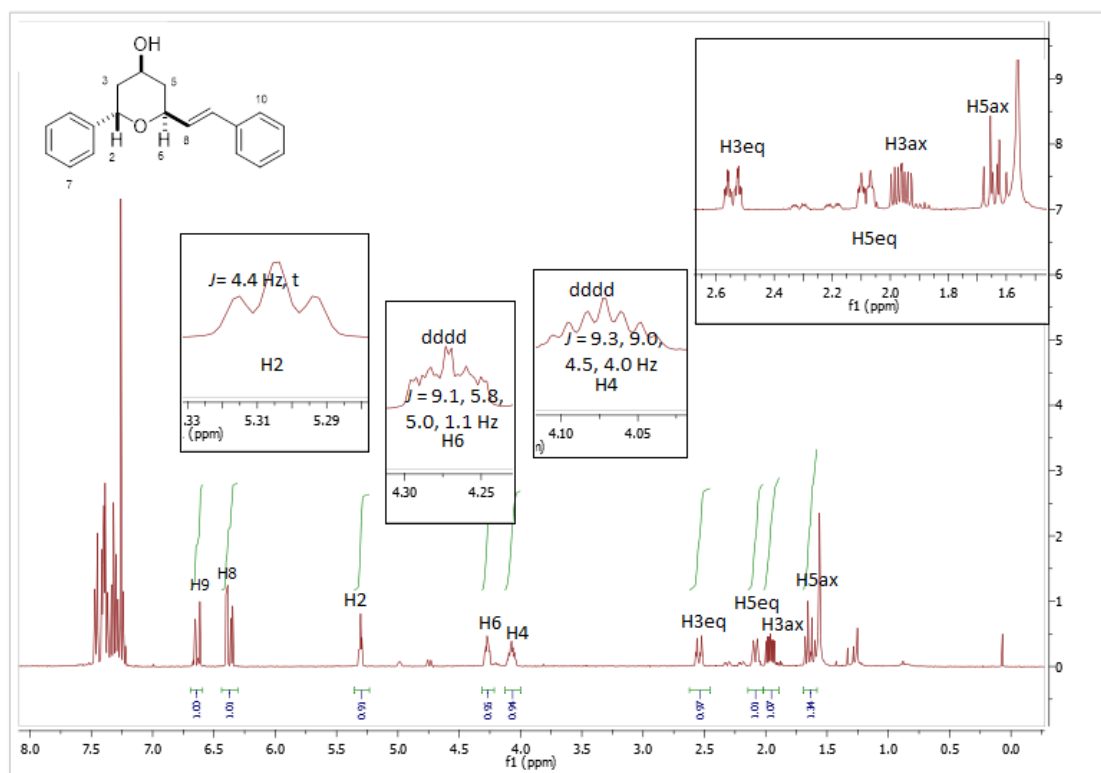 OH
3
5
10
O
H
H
8
2
6
7
H3eq
H5ax
H3ax
H5eq
2.6
2.4
2.2
2.0
1.8
1.6
f1 (ppm)
J= 4.4 Hz, t
H2
.33
5.31
5.29
. (ppm)
dddd
J = 9.1, 5.8,
5.0, 1.1 Hz
H6
4.30
4.25
dddd
J = 9.3, 9.0,
4.5, 4.0 Hz
H4
4.10
4.05
)
9
8
7
6
5
4
3
2
1
0
H9
H8
H2
H6
H4
H3eq
H5eq
H3ax
H5ax
1.00
1.01
0.91
0.95
0.94
0.97
1.01
1.07
1.34
8.0
7.5
7.0
6.5
6.0
5.5
5.0
4.5
4.0
3.5
3.0
2.5
2.0
1.5
1.0
0.5
0.0
f1 (ppm)